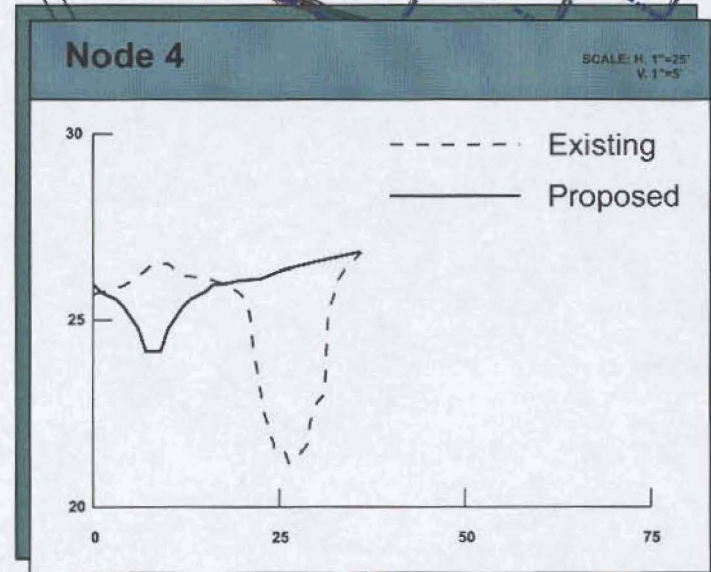 Node 4
SCALE: H. 1"=25'
V. 1"=5'
30
Existing
Proposed
25
20
0 25 50 75